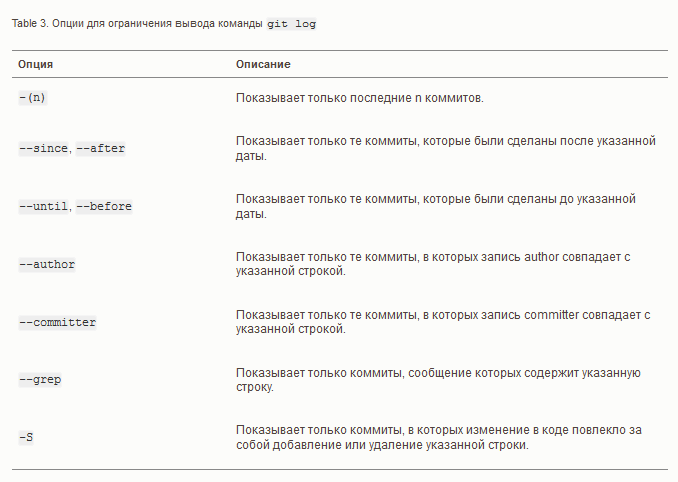 Table 3. Опции для ограничения вывода команды git log
Опция Описание
-(n) Показывает только последние n коммитов.
--since, --after Показывает только те коммиты, которые были сделаны после указанной
даты.
--until, --before Показывает только те коммиты, которые были сделаны до указанной
даты.
--author Показывает только те коммиты, в которых запись author совпадает с
указанной строкой.
--committer Показывает только те коммиты, в которых запись committer совпадает с
указанной строкой.
--grep Показывает только коммиты, сообщение которых содержит указанную
строку.
-S Показывает только коммиты, в которых изменение в коде повлекло за
собой добавление или удаление указанной строки.